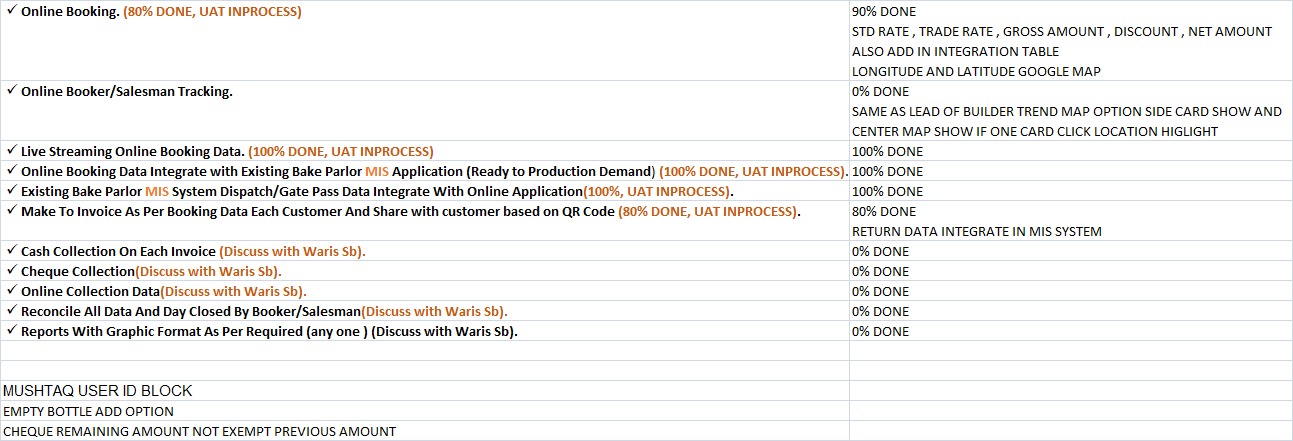 ✓ Online Booking. (80% DONE, UAT INPROCESS) 90% DONE
STD RATE , TRADE RATE , GROSS AMOUNT , DISCOUNT , NET AMOUNT
ALSO ADD IN INTEGRATION TABLE
LONGITUDE AND LATITUDE GOOGLE MAP
✓ Online Booker/Salesman Tracking. 0% DONE
SAME AS LEAD OF BUILDER TREND MAP OPTION SIDE CARD SHOW AND
CENTER MAP SHOW IF ONE CARD CLICK LOCATION HIGLIGHT
✓ Live Streaming Online Booking Data. (100% DONE, UAT INPROCESS) 100% DONE
✓ Online Booking Data Integrate with Existing Bake Parlor MIS Application (Ready to Production Demand) (100% DONE, UAT INPROCESS). 100% DONE
✓ Existing Bake Parlor MIS System Dispatch/Gate Pass Data Integrate With Online Application(100%, UAT INPROCESS). 100% DONE
✓ Make To Invoice As Per Booking Data Each Customer And Share with customer based on QR Code (80% DONE, UAT INPROCESS). 80% DONE
RETURN DATA INTEGRATE IN MIS SYSTEM
✓ Cash Collection On Each Invoice (Discuss with Waris Sb). 0% DONE
✓ Cheque Collection(Discuss with Waris Sb). 0% DONE
✓ Online Collection Data(Discuss with Waris Sb). 0% DONE
✓ Reconcile All Data And Day Closed By Booker/Salesman(Discuss with Waris Sb). 0% DONE
✓ Reports With Graphic Format As Per Required (any one ) (Discuss with Waris Sb). 0% DONE
MUSHTAQ USER ID BLOCK
EMPTY BOTTLE ADD OPTION
CHEQUE REMAINING AMOUNT NOT EXEMPT PREVIOUS AMOUNT